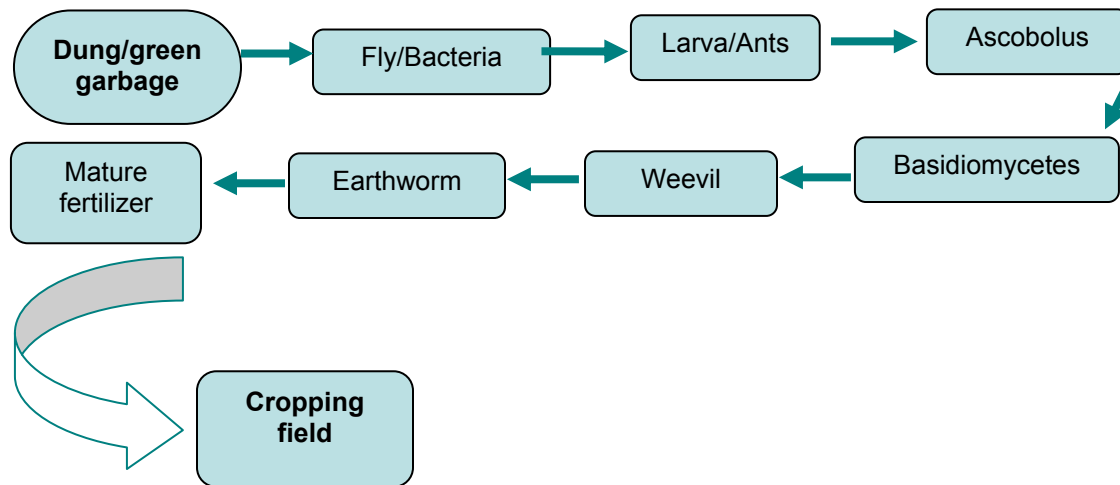 Dung/green
garbage
Fly/Bacteria
Larva/Ants
Ascobolus
Basidiomycetes
Weevil
Earthworm
Mature
fertilizer
Cropping
field